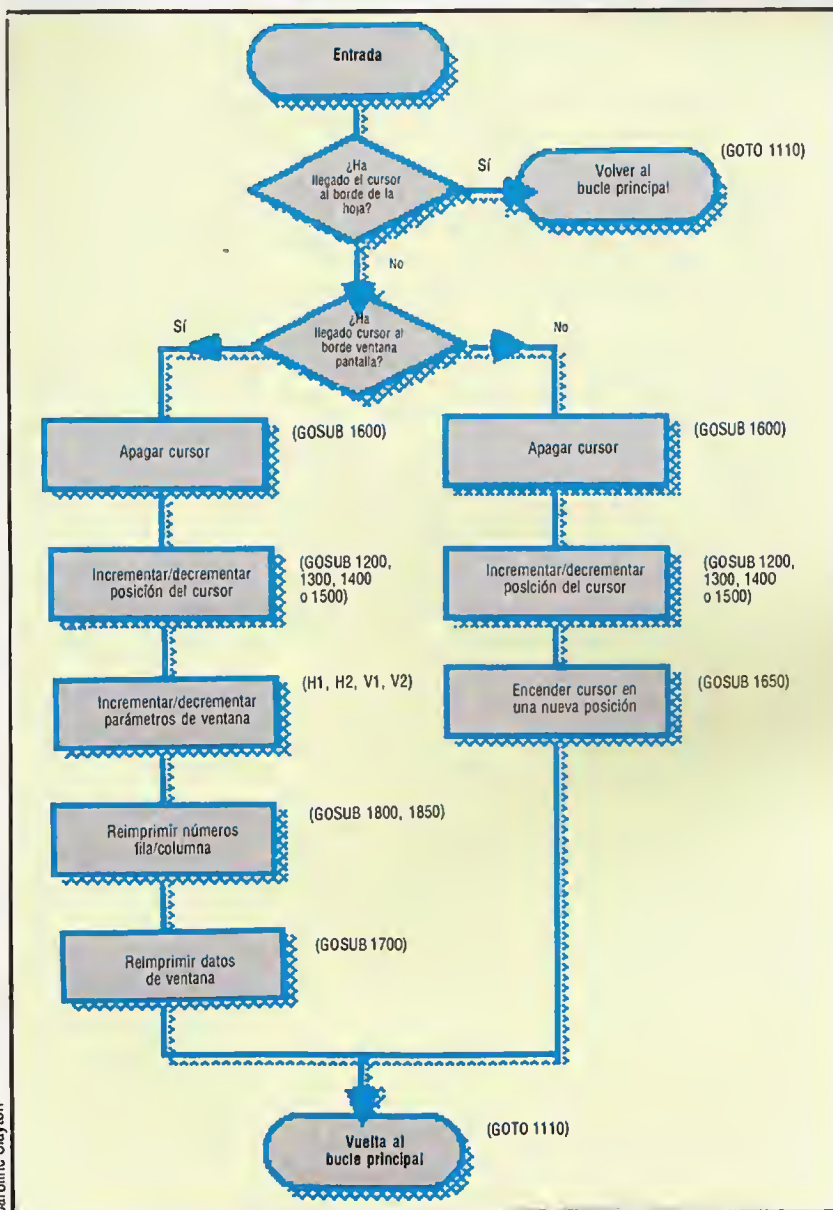 Entrada
¿Ha
llegado el cursor
al borde de la
hoja?
Sí
Volver al
bucle principal
(GOTO 1110)
No
¿Ha
llegado cursor al
borde ventana
pantalla?
Sí
No
Apagar cursor
(GOSUB 1600)
Apagar cursor
(GOSUB 1600)
Incrementar/decrementar
posición del cursor
(GOSUB 1200,
1300, 1400
o 1500)
Incrementar/decrementar
posición del cursor
(GOSUB 1200,
1300, 1400
o 1500)
Incrementar/decrementar
parámetros de ventana
(H1, H2, V1, V2)
Encender cursor en
una nueva posición
(GOSUB 1650)
Reimprimir números
fila/columna
(GOSUB 1800, 1850)
Reimprimir datos
de ventana
(GOSUB 1700)
Vuelta al
bucle principal
(GOTO 1110)
Clayton